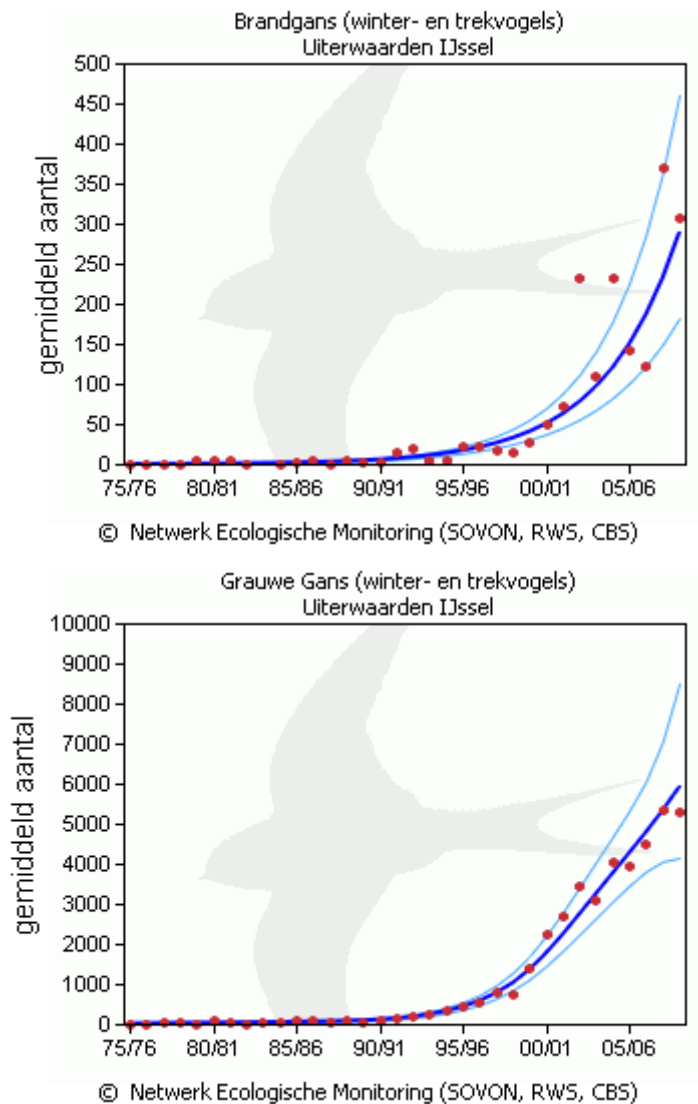 Brandgans (winter- en trekvogels)
Uiterwaarden IJssel
gemiddeld aantal
500
450
400
350
300
250
200
150
100
50
0
75/76 80/81 85/86 90/91 95/96 00/01 05/06
© Netwerk Ecologische Monitoring (SOVON, RWS, CBS)
Grauwe Gans (winter- en trekvogels)
Uiterwaarden IJssel
gemiddeld aantal
10000
9000
8000
7000
6000
5000
4000
3000
2000
1000
0
75/76 80/81 85/86 90/91 95/96 00/01 05/06
© Netwerk Ecologische Monitoring (SOVON, RWS, CBS)